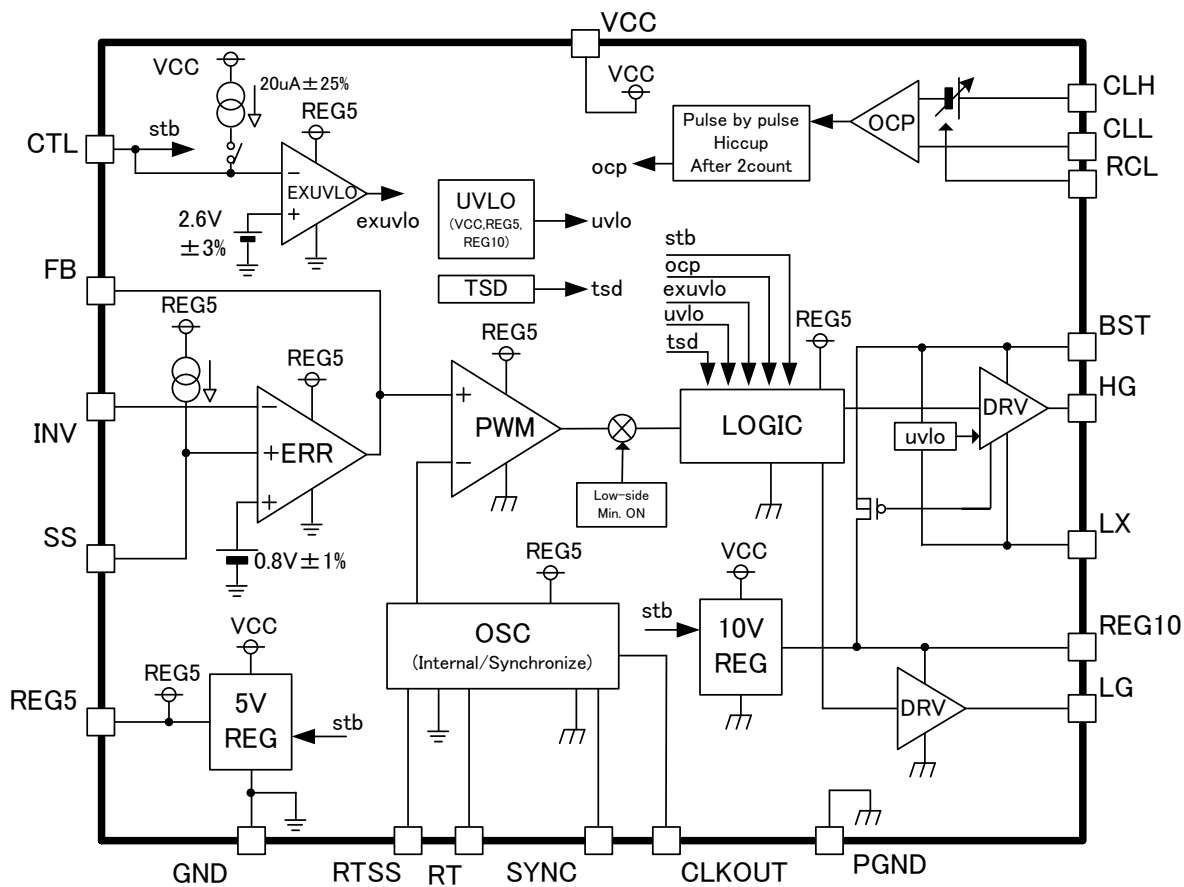 VCC
VCC
20uA±25%
REG5
stb
CTL
−
EXUVLO
+
exuvlo
2.6V
±3%
VCC
Pulse by pulse
Hiccup
After 2count
ocp
OCP
CLH
CLL
RCL
UVLO
(VCC,REG5,
REG10)
uvlo
TSD
tsd
stb
ocp
exuvlo
uvlo
tsd
REG5
FB
REG5
REG5
−
+
ERR
+
INV
SS
0.8V±1%
REG5
+
PWM
−
Low-side
Min. ON
LOGIC
BST
DRV
HG
uvlo
LX
REG5
OSC
(Internal/Synchronize)
VCC
stb
10V
REG
REG10
DRV
LG
VCC
REG5
REG5
5V
REG
stb
GND
RTSS
RT
SYNC
CLKOUT
PGND